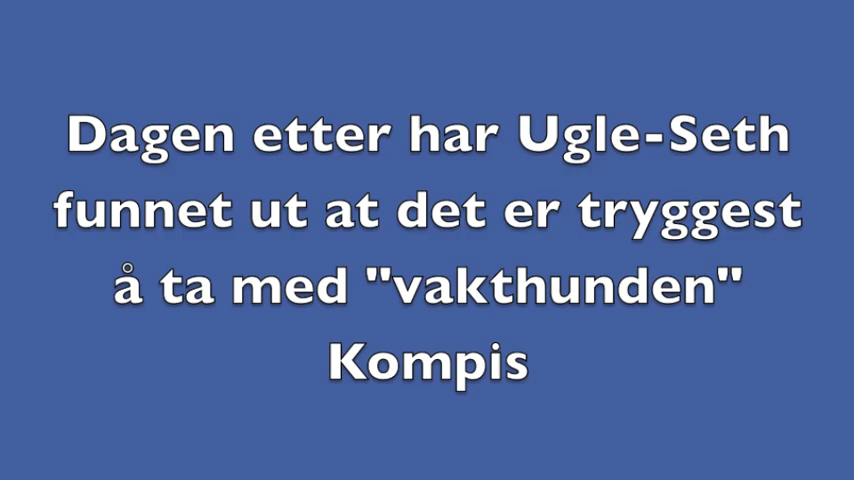 Dagen etter har Ugle-Seth
funnet ut at det er tryggest
å ta med "vakthunden"
Kompis